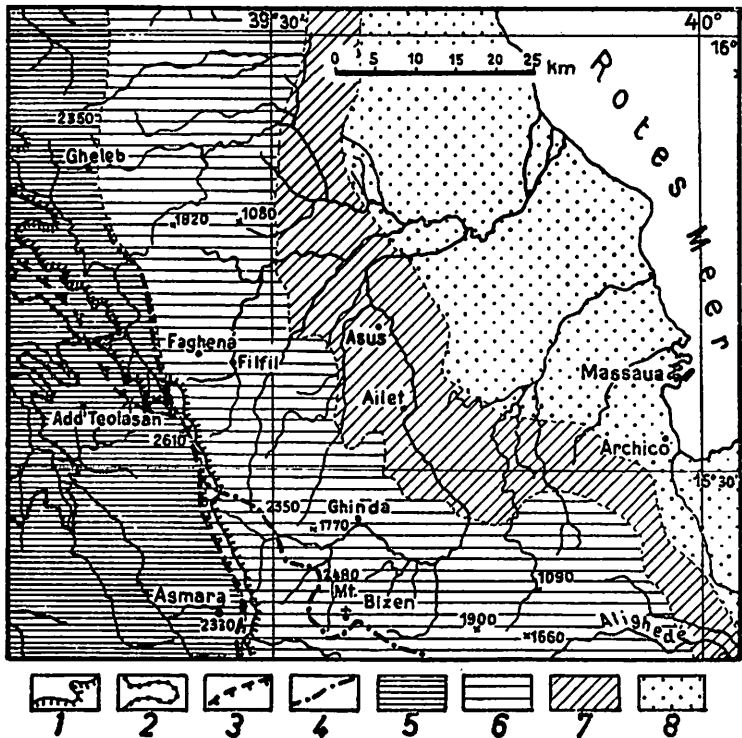 39°30' 40°
16°
0 5 10 15 20 25 km
Rotes Meer
2350
Gheleb
1820 1080
Faghena
Filfil
Asus
Massaua
Ailet
Add Teolasan
2610
Archico
15°30'
2350
Ghinda
1770
2480
Mt. Bizen
1090
Asmara
2330
1900
1560
Alighede
1 2 3 4 5 6 7 8